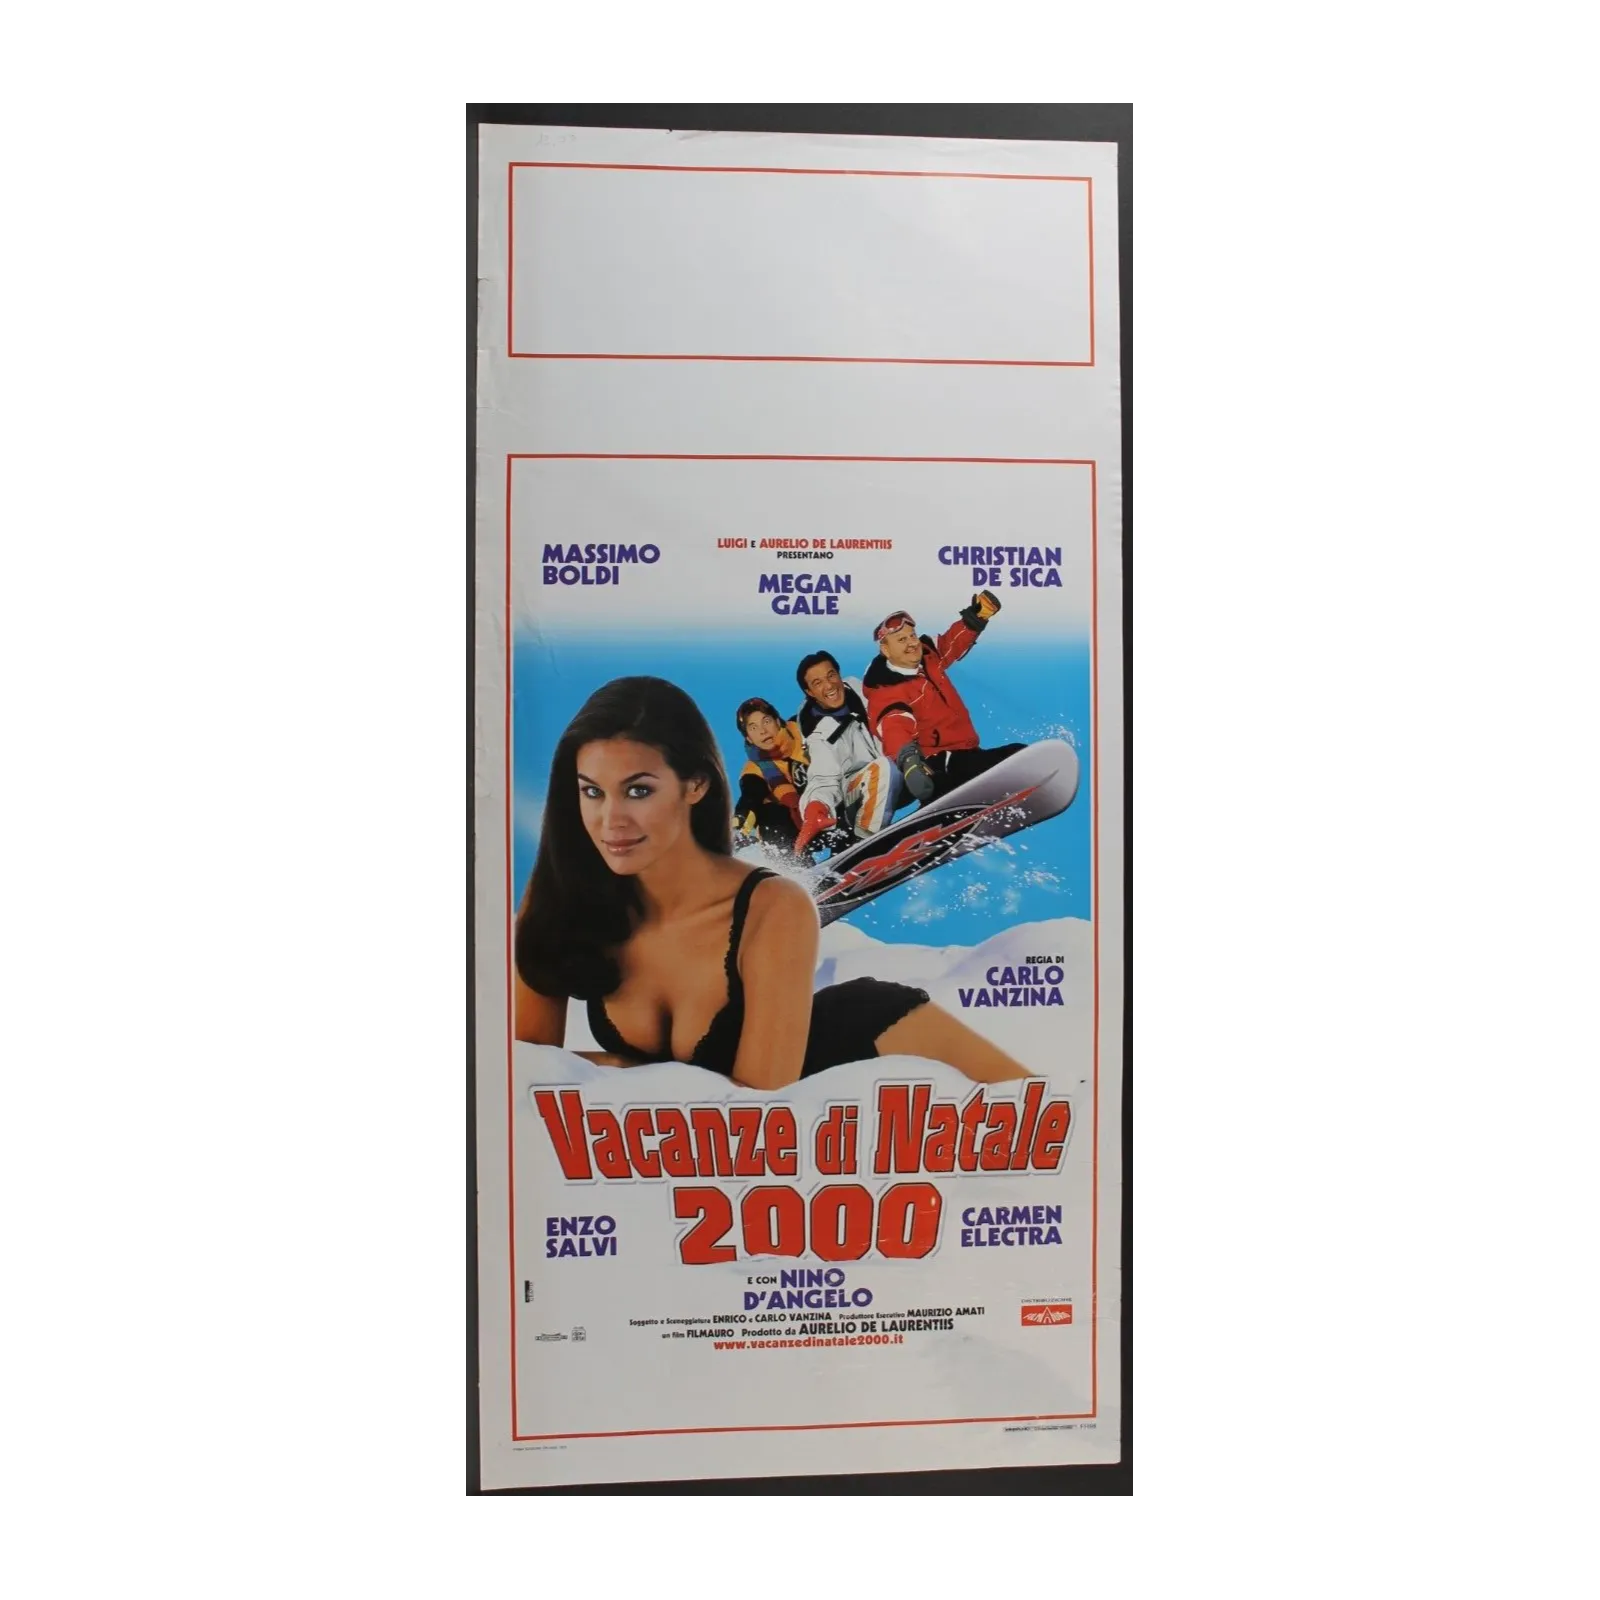 LUIGI E AURELIO DE LAURENTIIS
PRESENTANO
MASSIMO
BOLDI
MEGAN
GALE
CHRISTIAN
DE SICA
REGIA DI
CARLO
VANZINA
Vacanze di Natale
2000
ENZO
SALVI
CARMEN
ELECTRA
E CON NINO
D'ANGELO
Soggetto e Sceneggiatura ENRICO e CARLO VANZINA Produttore Esecutivo MAURIZIO AMATI
un film FILMAURO Prodotto da AURELIO DE LAURENTIIS
www.vacanzedinatale2000.it
DISTRIBUZIONE